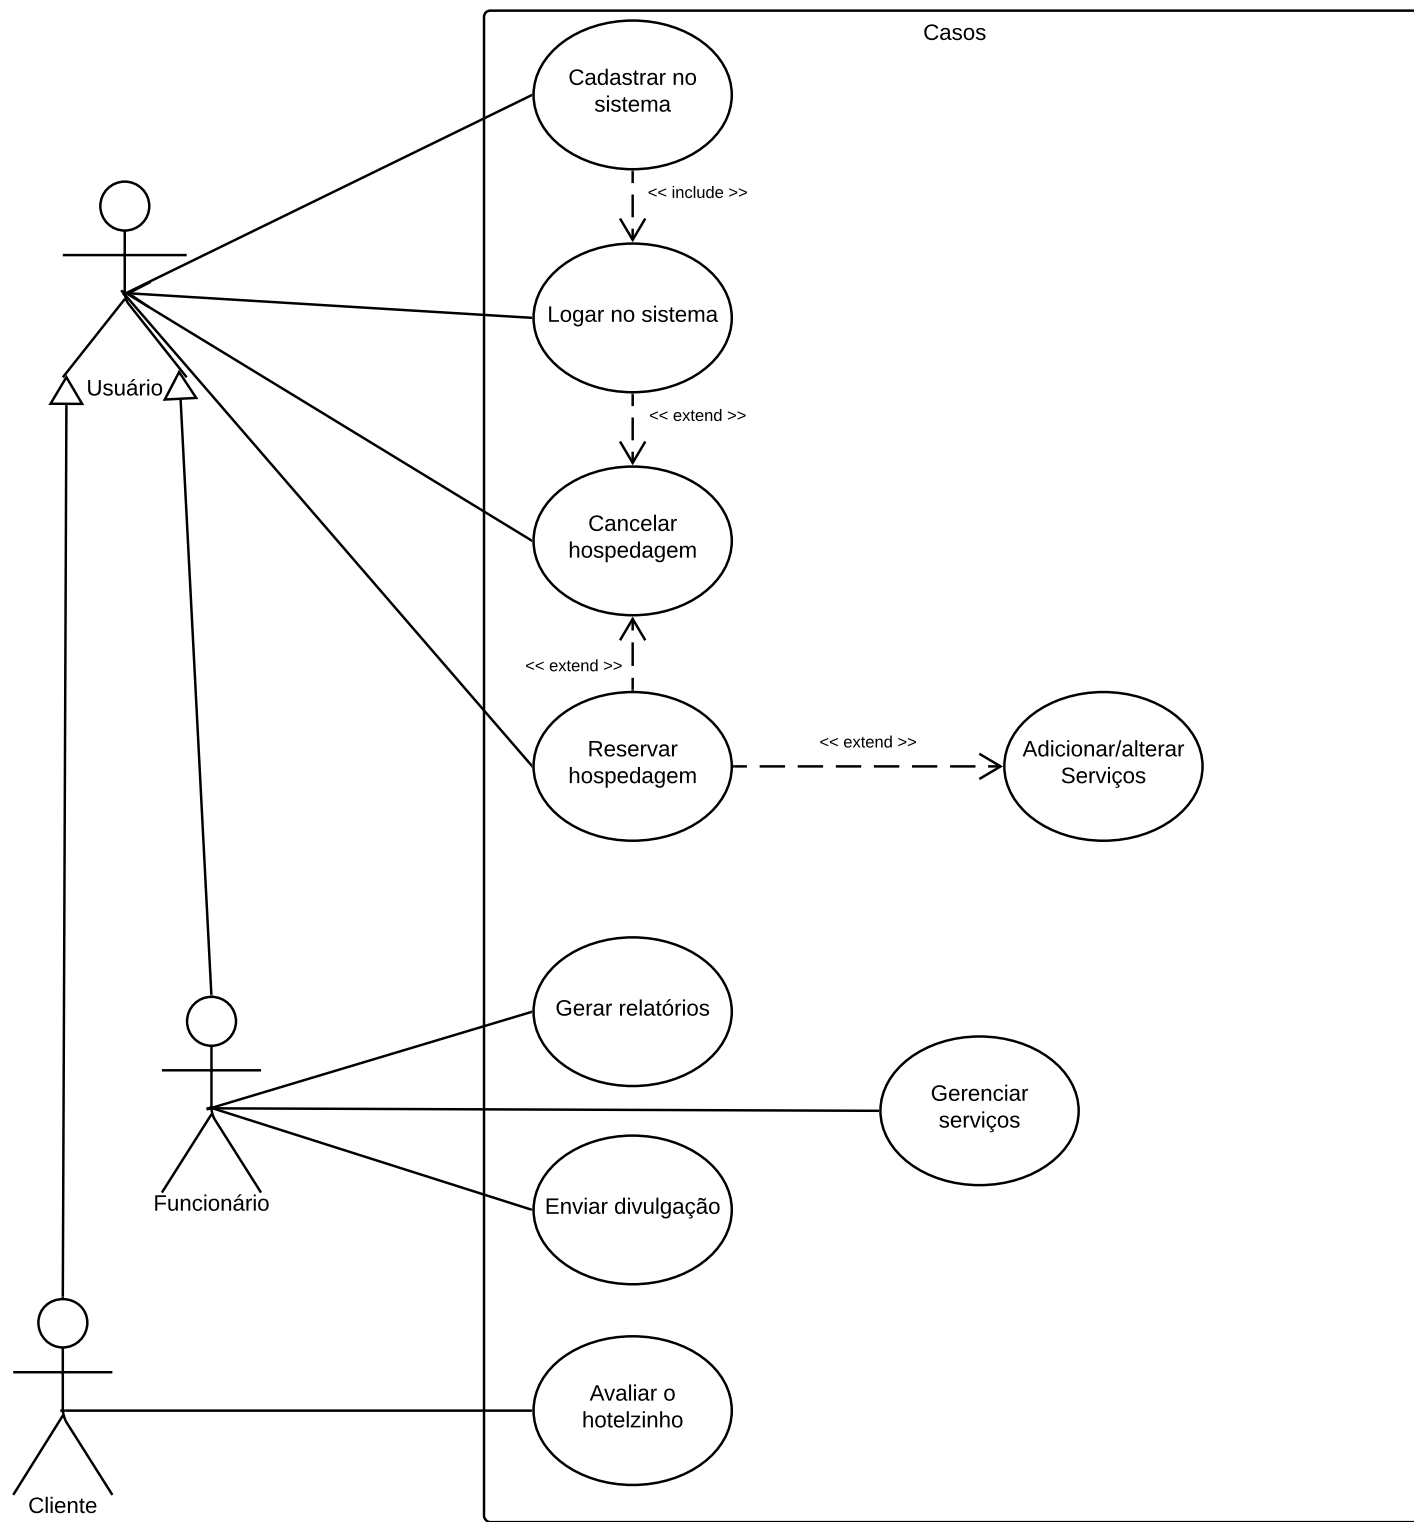 Casos
Cadastrar no
sistema
<< include >>
Logar no sistema
Usuário
<< extend >>
Cancelar
hospedagem
<< extend >>
Reservar
hospedagem
<< extend >>
Adicionar/alterar
Serviços
Gerar relatórios
Gerenciar
serviços
Funcionário
Enviar divulgação
Avaliar o
hotelzinho
Cliente